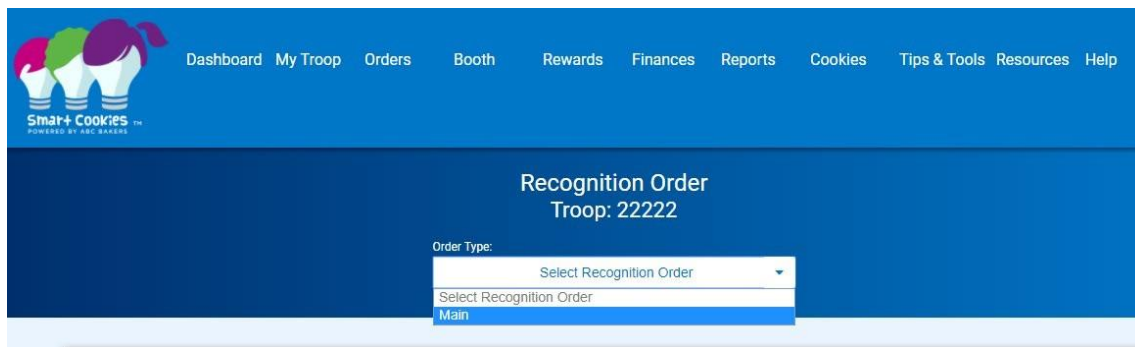 Dashboard My Troop Orders Booth Rewards Finances Reports Cookies Tips & Tools Resources Help
Smart Cookies TM
POWERED BY ABC BAKERS
Recognition Order
Troop: 22222
Order Type:
Select Recognition Order
Select Recognition Order
Main